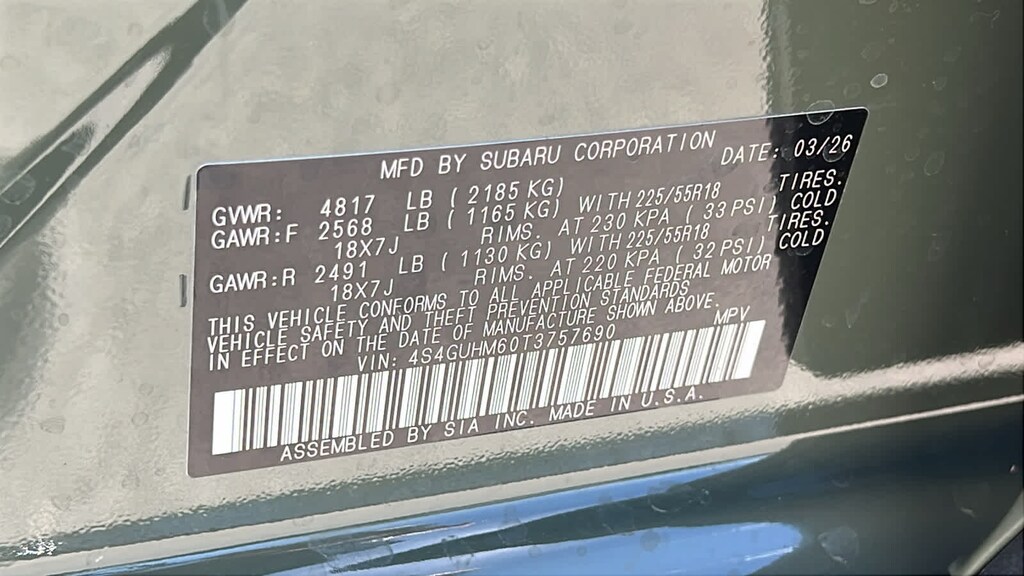 MFD BY SUBARU CORPORATION DATE: 03/26
GVWR: 4817 LB ( 2185 KG)
GAWR:F 2568 LB ( 1165 KG) WITH 225/55R18 TIRES.
18X7J RIMS. AT 230 KPA ( 33 PSI) COLD
GAWR:R 2491 LB ( 1130 KG) WITH 225/55R18 TIRES.
18X7J RIMS. AT 220 KPA ( 32 PSI) COLD
THIS VEHICLE CONFORMS TO ALL APPLICABLE FEDERAL MOTOR
VEHICLE SAFETY AND THEFT PREVENTION STANDARDS
IN EFFECT ON THE DATE OF MANUFACTURE SHOWN ABOVE.
VIN: 4S4GUHM60T3757690 MPV
ASSEMBLED BY SIA INC. MADE IN U.S.A.